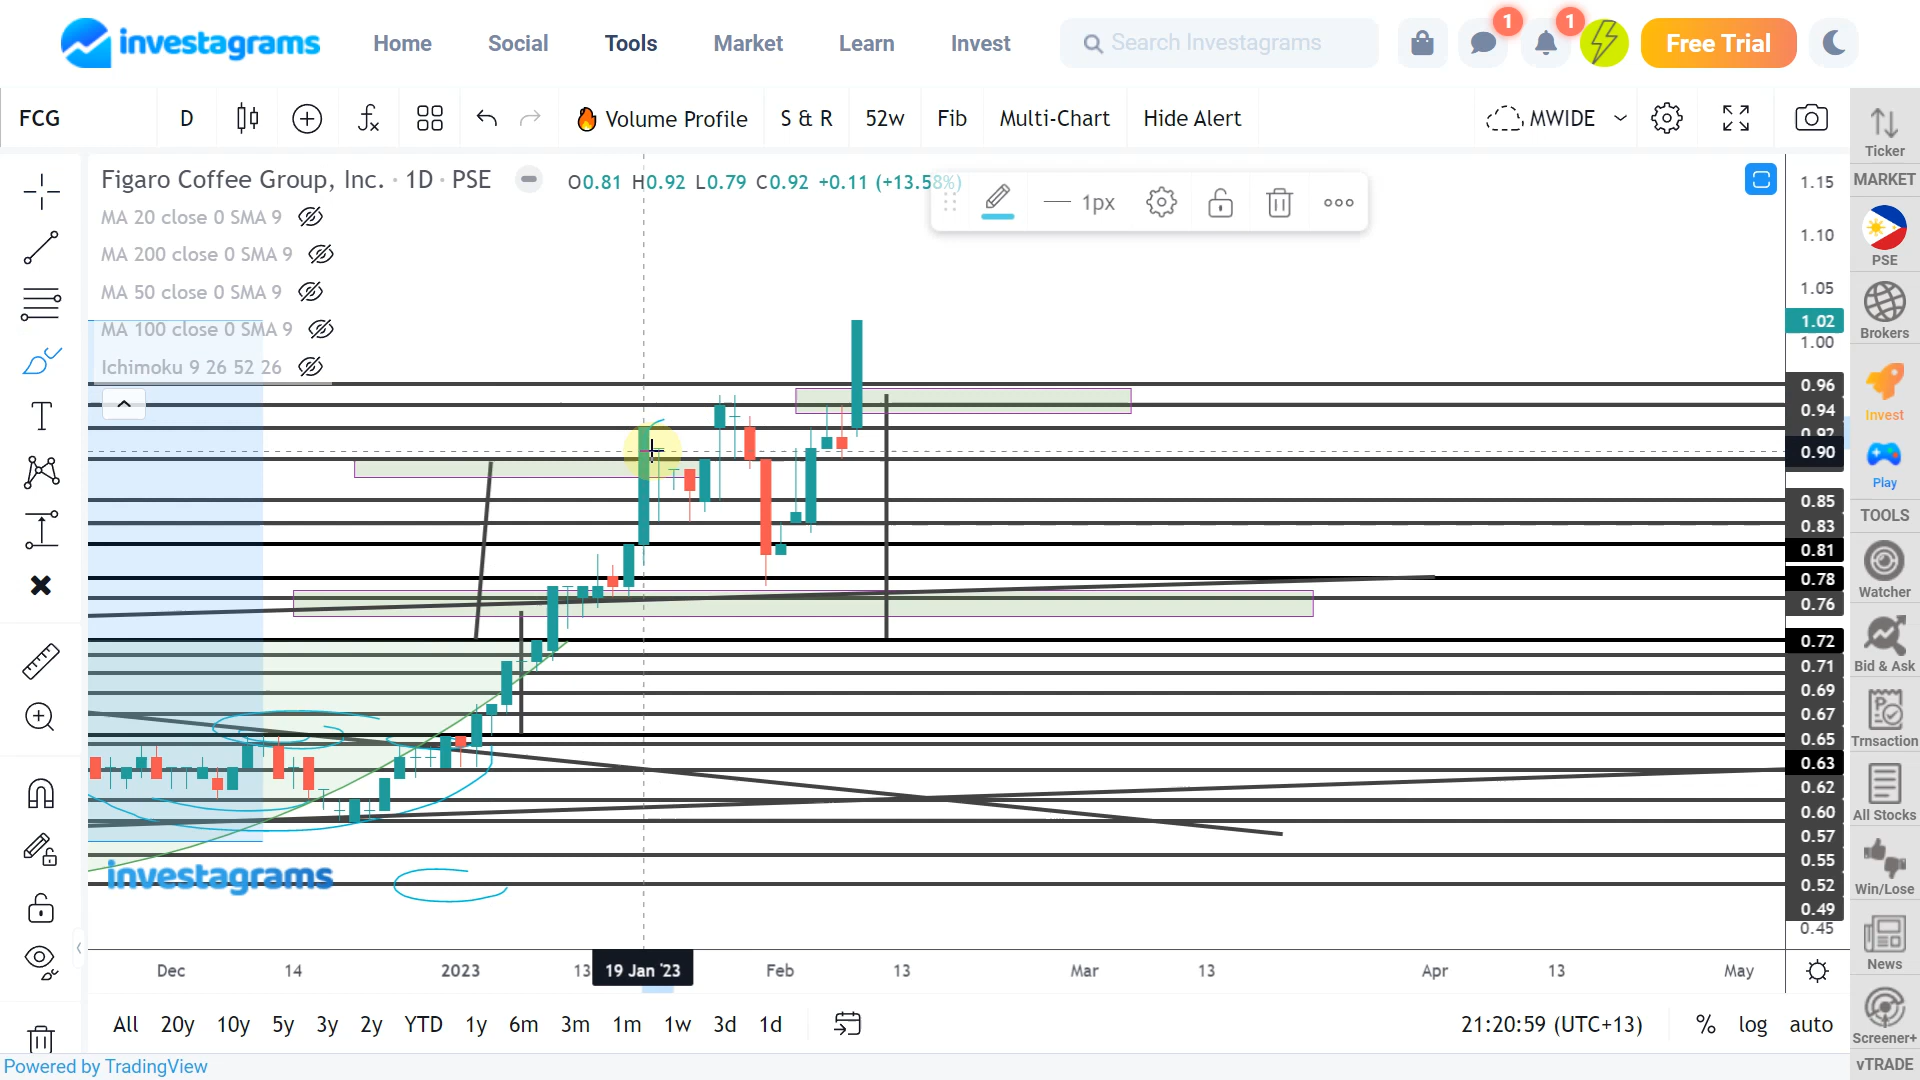 investagrams
Home Social Tools Market Learn Invest
Search Investagrams
1 1
Free Trial
FCG D Volume Profile S & R 52w Fib Multi-Chart Hide Alert MWIDE
Figaro Coffee Group, Inc. · 1D · PSE O0.81 H0.92 L0.79 C0.92 +0.11 (+13.58%)
1px
MA 20 close 0 SMA 9
MA 200 close 0 SMA 9
MA 50 close 0 SMA 9
MA 100 close 0 SMA 9
Ichimoku 9 26 52 26
1.15
1.10
1.05
1.02
1.00
0.96
0.94
0.92
0.90
0.85
0.83
0.81
0.78
0.76
0.72
0.71
0.69
0.67
0.65
0.63
0.62
0.60
0.57
0.55
0.52
0.49
0.45
investagrams
Dec 14 2023 13 19 Jan '23 Feb 13 Mar 13 Apr 13 May
All 20y 10y 5y 3y 2y YTD 1y 6m 3m 1m 1w 3d 1d
21:20:59 (UTC+13) % log auto
Powered by TradingView
Ticker
MARKET
PSE
Brokers
Invest
Play
TOOLS
Watcher
Bid & Ask
Trnsaction
All Stocks
Win/Lose
News
Screener+
vTRADE